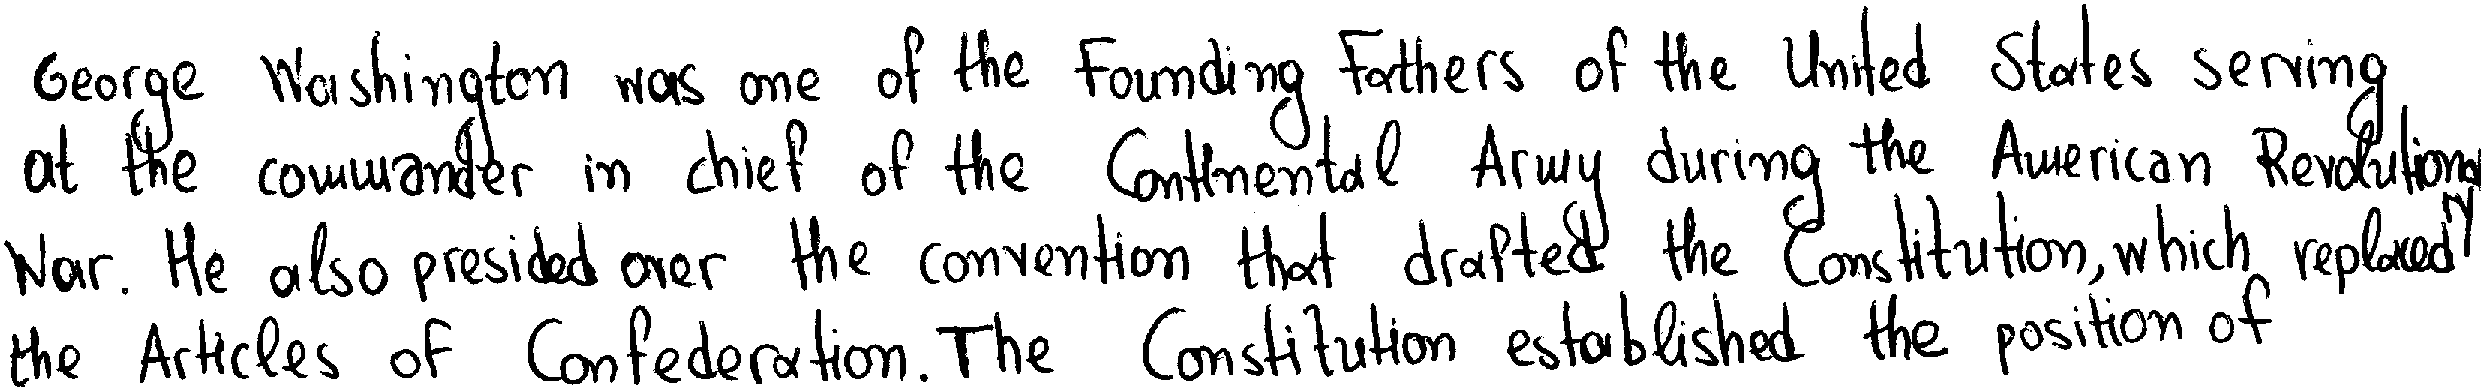 George Washington was one of the Founding Fathers of the United States serving
at the commander in chief of the Continental Army during the American Revolutionary
War. He also presided over the convention that drafted the Constitution, which replaced
the Articles of Confederation. The Constitution established the position of